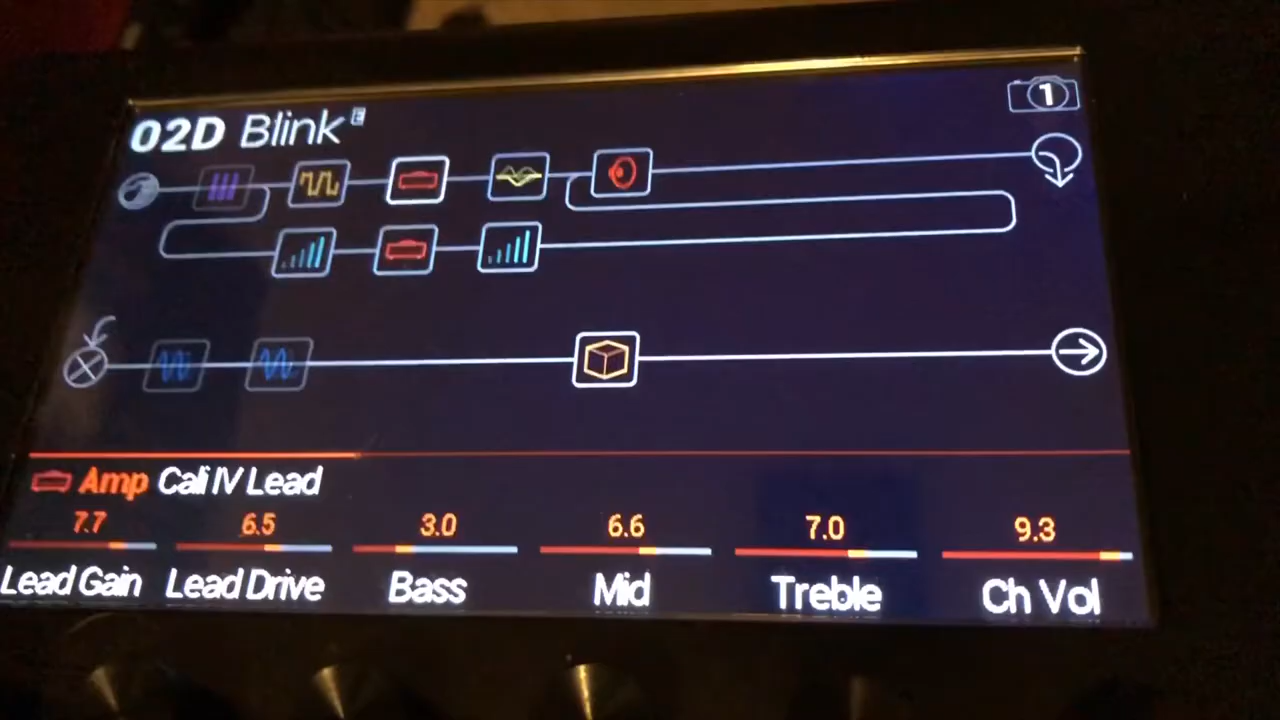 02D Blink E
1
Amp Cali IV Lead
7.7 6.5 3.0 6.6 7.0 9.3
Lead Gain Lead Drive Bass Mid Treble Ch Vol